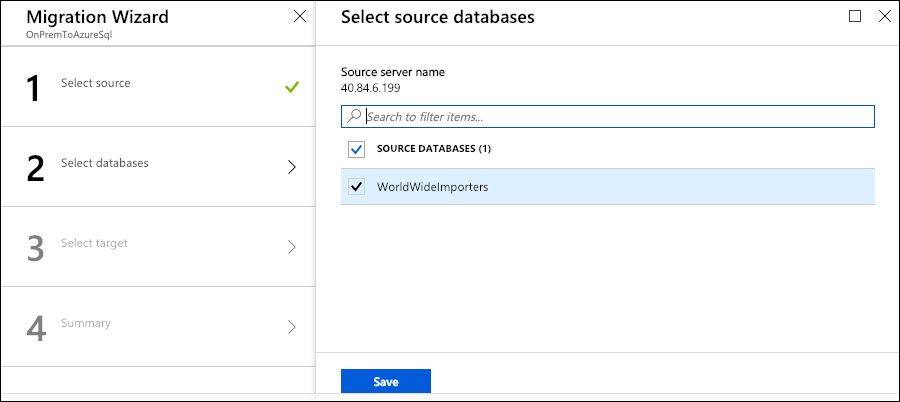 Migration Wizard
OnPremToAzureSql
1 Select source
2 Select databases
3 Select target
4 Summary
Select source databases
Source server name
40.84.6.199
Search to filter items...
SOURCE DATABASES (1)
WorldWideImporters
Save